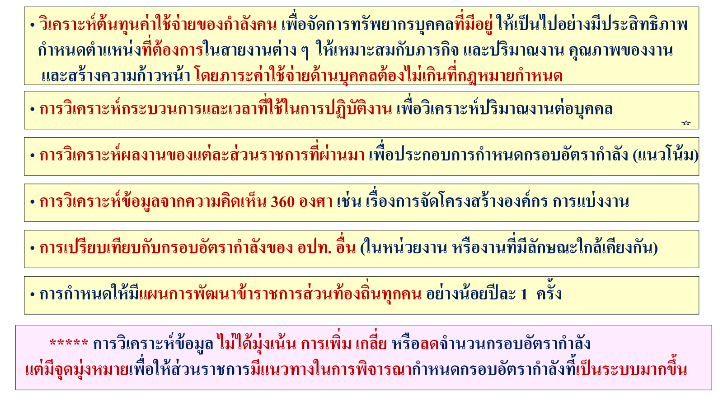 • วิเคราะห์ต้นทุนค่าใช้จ่ายของกำลังคน เพื่อจัดการทรัพยากรบุคคลที่มีอยู่ ให้เป็นไปอย่างมีประสิทธิภาพ
กำหนดตำแหน่งที่ต้องการในสายงานต่าง ๆ ให้เหมาะสมกับภารกิจ และปริมาณงาน คุณภาพของงาน
และสร้างความก้าวหน้า โดยภาระค่าใช้จ่ายด้านบุคคลต้องไม่เกินที่กฎหมายกำหนด
• การวิเคราะห์กระบวนการและเวลาที่ใช้ในการปฏิบัติงาน เพื่อวิเคราะห์ปริมาณงานต่อบุคคล
• การวิเคราะห์ผลงานของแต่ละส่วนราชการที่ผ่านมา เพื่อประกอบการกำหนดกรอบอัตรากำลัง (แนวโน้ม)
• การวิเคราะห์ข้อมูลจากความคิดเห็น 360 องศา เช่น เรื่องการจัดโครงสร้างองค์กร การแบ่งงาน
• การเปรียบเทียบกับกรอบอัตรากำลังของ อปท. อื่น (ในหน่วยงาน หรืองานที่มีลักษณะใกล้เคียงกัน)
• การกำหนดให้มีแผนการพัฒนาข้าราชการส่วนท้องถิ่นทุกคน อย่างน้อยปีละ 1 ครั้ง
***** การวิเคราะห์ข้อมูล ไม่ได้มุ่งเน้น การเพิ่ม เกลี่ย หรือลดจำนวนกรอบอัตรากำลัง
แต่มีจุดมุ่งหมายเพื่อให้ส่วนราชการมีแนวทางในการพิจารณากำหนดกรอบอัตรากำลังที่เป็นระบบมากขึ้น